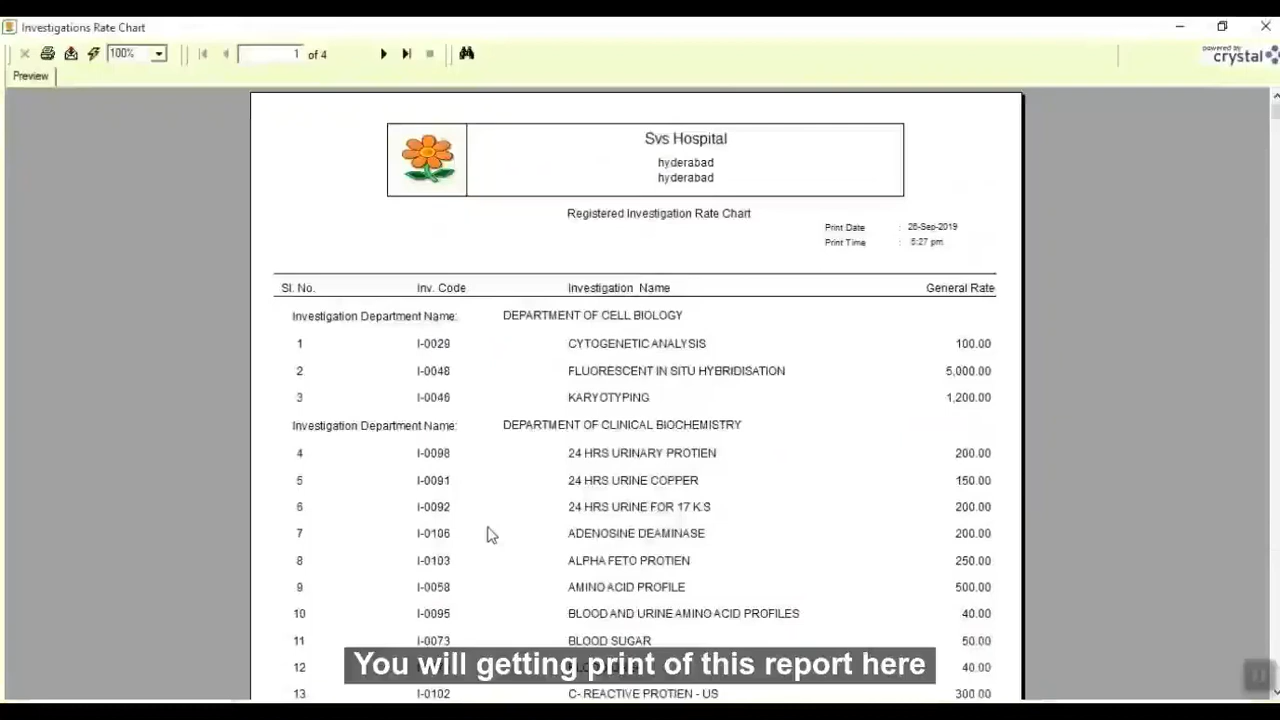 Investigations Rate Chart
100%
1 of 4
powered by
crystal
Preview
Svs Hospital
hyderabad
hyderabad
Registered Investigation Rate Chart
Print Date : 26-Sep-2019
Print Time : 5:27 pm
Sl. No. Inv. Code Investigation Name General Rate
Investigation Department Name: DEPARTMENT OF CELL BIOLOGY
1 I-0029 CYTOGENETIC ANALYSIS 100.00
2 I-0048 FLUORESCENT IN SITU HYBRIDISATION 5,000.00
3 I-0046 KARYOTYPING 1,200.00
Investigation Department Name: DEPARTMENT OF CLINICAL BIOCHEMISTRY
4 I-0098 24 HRS URINARY PROTIEN 200.00
5 I-0091 24 HRS URINE COPPER 150.00
6 I-0092 24 HRS URINE FOR 17 K.S 200.00
7 I-0106 ADENOSINE DEAMINASE 200.00
8 I-0103 ALPHA FETO PROTIEN 250.00
9 I-0058 AMINO ACID PROFILE 500.00
10 I-0095 BLOOD AND URINE AMINO ACID PROFILES 40.00
11 I-0073 BLOOD SUGAR 50.00
12 40.00
You will getting print of this report here
13 I-0102 C- REACTIVE PROTIEN - US 300.00